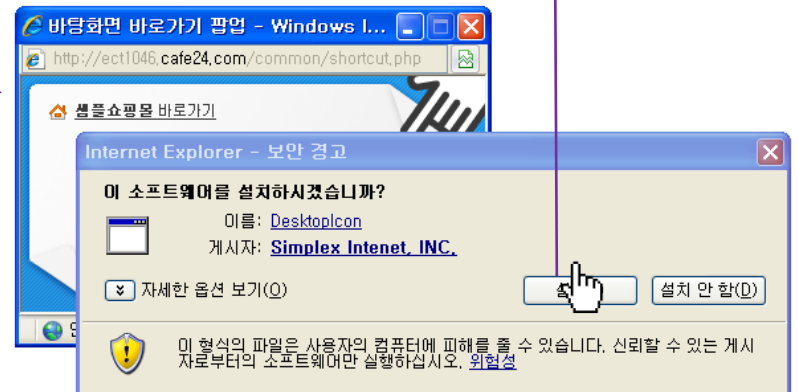 바탕화면 바로가기 팝업 - Windows I...
http://ect1046.cafe24.com/common/shortcut.php
샘플쇼핑몰 바로가기
Internet Explorer - 보안 경고
이 소프트웨어를 설치하시겠습니까?
이름: DesktopIcon
게시자: Simplex Intenet, INC.
자세한 옵션 보기(O)
설치 안 함(D)
이 형식의 파일은 사용자의 컴퓨터에 피해를 줄 수 있습니다. 신뢰할 수 있는 게시
자로부터의 소프트웨어만 실행하십시오. 위험성